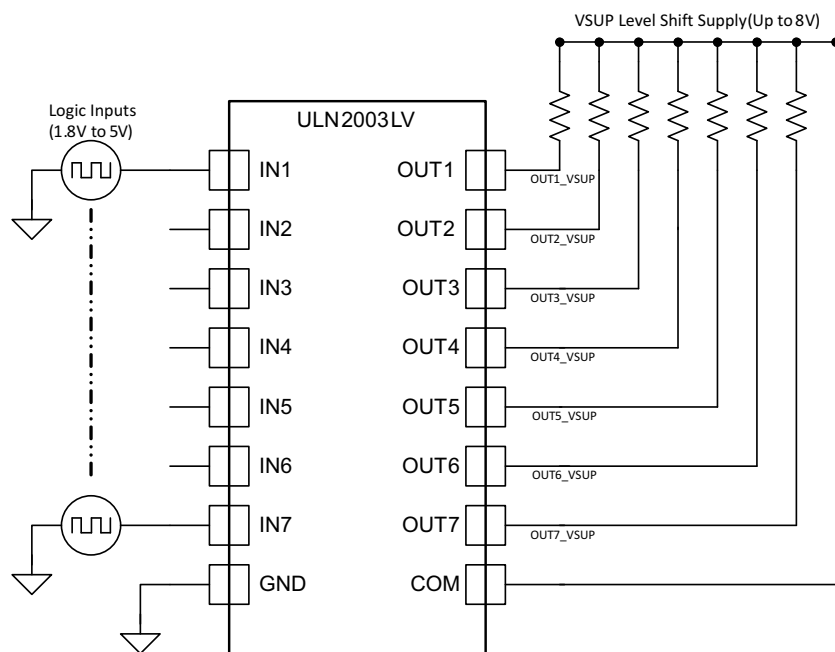 VSUP Level Shift Supply(Up to 8V)
Logic Inputs
(1.8V to 5V)
ULN2003LV
IN1
OUT1
OUT1_VSUP
IN2
OUT2
OUT2_VSUP
IN3
OUT3
OUT3_VSUP
IN4
OUT4
OUT4_VSUP
IN5
OUT5
OUT5_VSUP
IN6
OUT6
OUT6_VSUP
IN7
OUT7
OUT7_VSUP
GND
COM